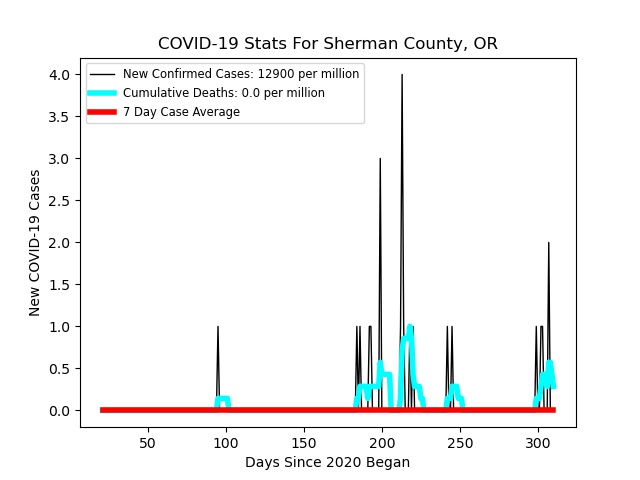 COVID-19 Stats For Sherman County, OR
New Confirmed Cases: 12900 per million
Cumulative Deaths: 0.0 per million
7 Day Case Average
New COVID-19 Cases
4.0
3.5
3.0
2.5
2.0
1.5
1.0
0.5
0.0
50 100 150 200 250 300
Days Since 2020 Began